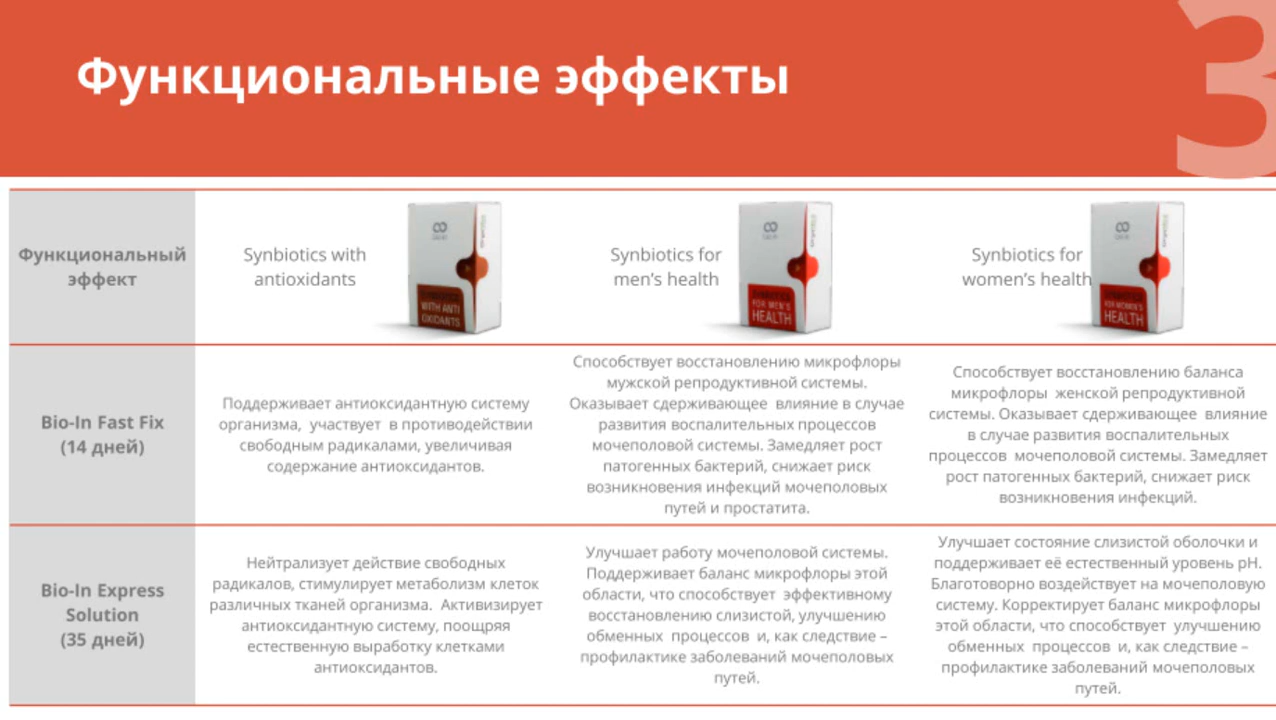 Функциональные эффекты
3
Функциональный
эффект
Synbiotics with
antioxidants
WITH ANTI
OXIDANTS
Synbiotics for
men’s health
FOR MEN'S
HEALTH
Synbiotics for
women’s health
FOR WOMEN'S
HEALTH
Bio-In Fast Fix
(14 дней)
Поддерживает антиоксидантную систему
организма, участвует в противодействии
свободным радикалами, увеличивая
содержание антиоксидантов.
Способствует восстановлению микрофлоры
мужской репродуктивной системы.
Оказывает сдерживающее влияние в случае
развития воспалительных процессов
мочеполовой системы. Замедляет рост
патогенных бактерий, снижает риск
возникновения инфекций мочеполовых
путей и простатита.
Способствует восстановлению баланса
микрофлоры женской репродуктивной
системы. Оказывает сдерживающее влияние
в случае развития воспалительных
процессов мочеполовой системы. Замедляет
рост патогенных бактерий, снижает риск
возникновения инфекций.
Bio-In Express
Solution
(35 дней)
Нейтрализует действие свободных
радикалов, стимулирует метаболизм клеток
различных тканей организма. Активизирует
антиоксидантную систему, поощряя
естественную выработку клетками
антиоксидантов.
Улучшает работу мочеполовой системы.
Поддерживает баланс микрофлоры этой
области, что способствует эффективному
восстановлению слизистой, улучшению
обменных процессов и, как следствие –
профилактике заболеваний мочеполовых
путей.
Улучшает состояние слизистой оболочки и
поддерживает её естественный уровень pH.
Благотворно воздействует на мочеполовую
систему. Корректирует баланс микрофлоры
этой области, что способствует улучшению
обменных процессов и, как следствие –
профилактике заболеваний мочеполовых
путей.